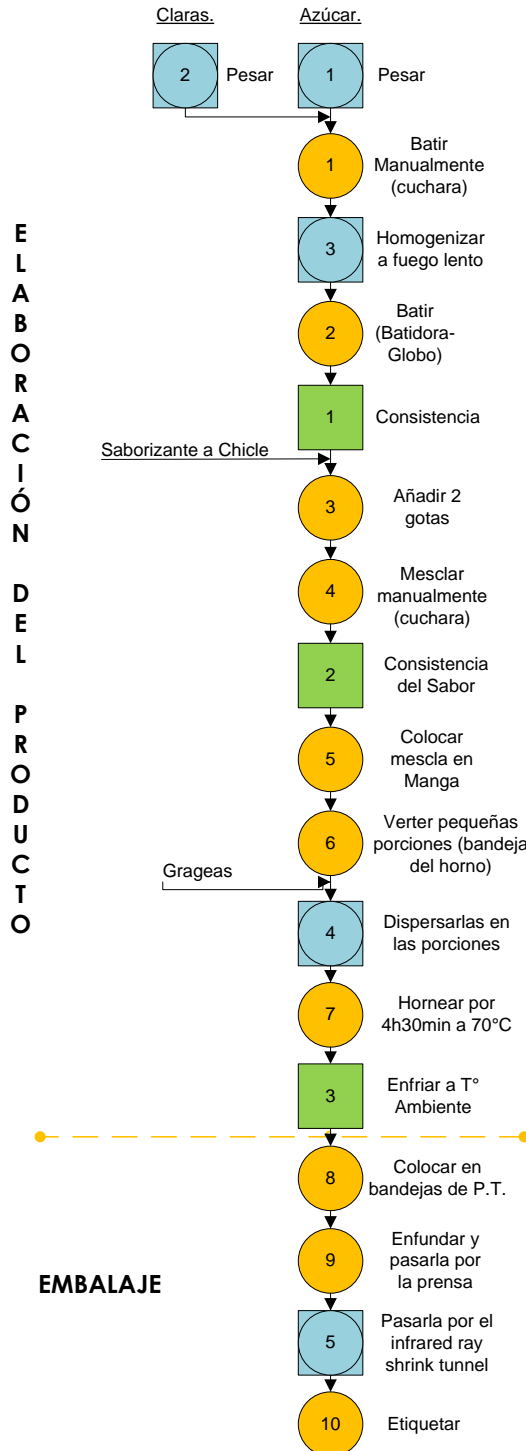 Claras.
Azúcar.
2
Pesar
1
Pesar
1
Batir
Manualmente
(cuchara)
3
Homogenizar
a fuego lento
2
Batir
(Batidora-
Globo)
1
Consistencia
Saborizante a Chicle
3
Añadir 2
gotas
4
Mesclar
manualmente
(cuchara)
2
Consistencia
del Sabor
5
Colocar
mescla en
Manga
6
Verter pequeñas
porciones (bandeja
del horno)
Grageas
4
Dispersarlas en
las porciones
7
Hornear por
4h30min a 70°C
3
Enfriar a T°
Ambiente
ELABORACIÓN DEL PRODUCTO
8
Colocar en
bandejas de P.T.
9
Enfundar y
pasarla por
la prensa
EMBALAJE
5
Pasarla por el
infrared ray
shrink tunnel
10
Etiquetar